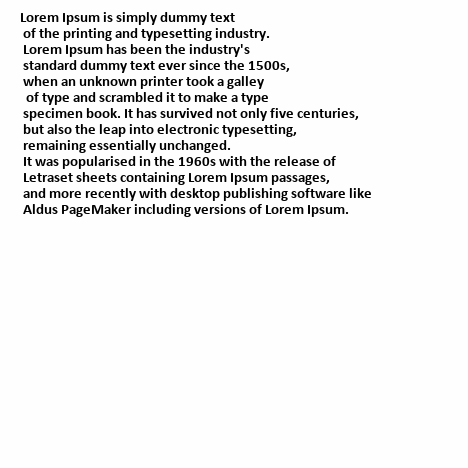 Lorem Ipsum is simply dummy text
of the printing and typesetting industry.
Lorem Ipsum has been the industry's
standard dummy text ever since the 1500s,
when an unknown printer took a galley
of type and scrambled it to make a type
specimen book. It has survived not only five centuries,
but also the leap into electronic typesetting,
remaining essentially unchanged.
It was popularised in the 1960s with the release of
Letraset sheets containing Lorem Ipsum passages,
and more recently with desktop publishing software like
Aldus PageMaker including versions of Lorem Ipsum.